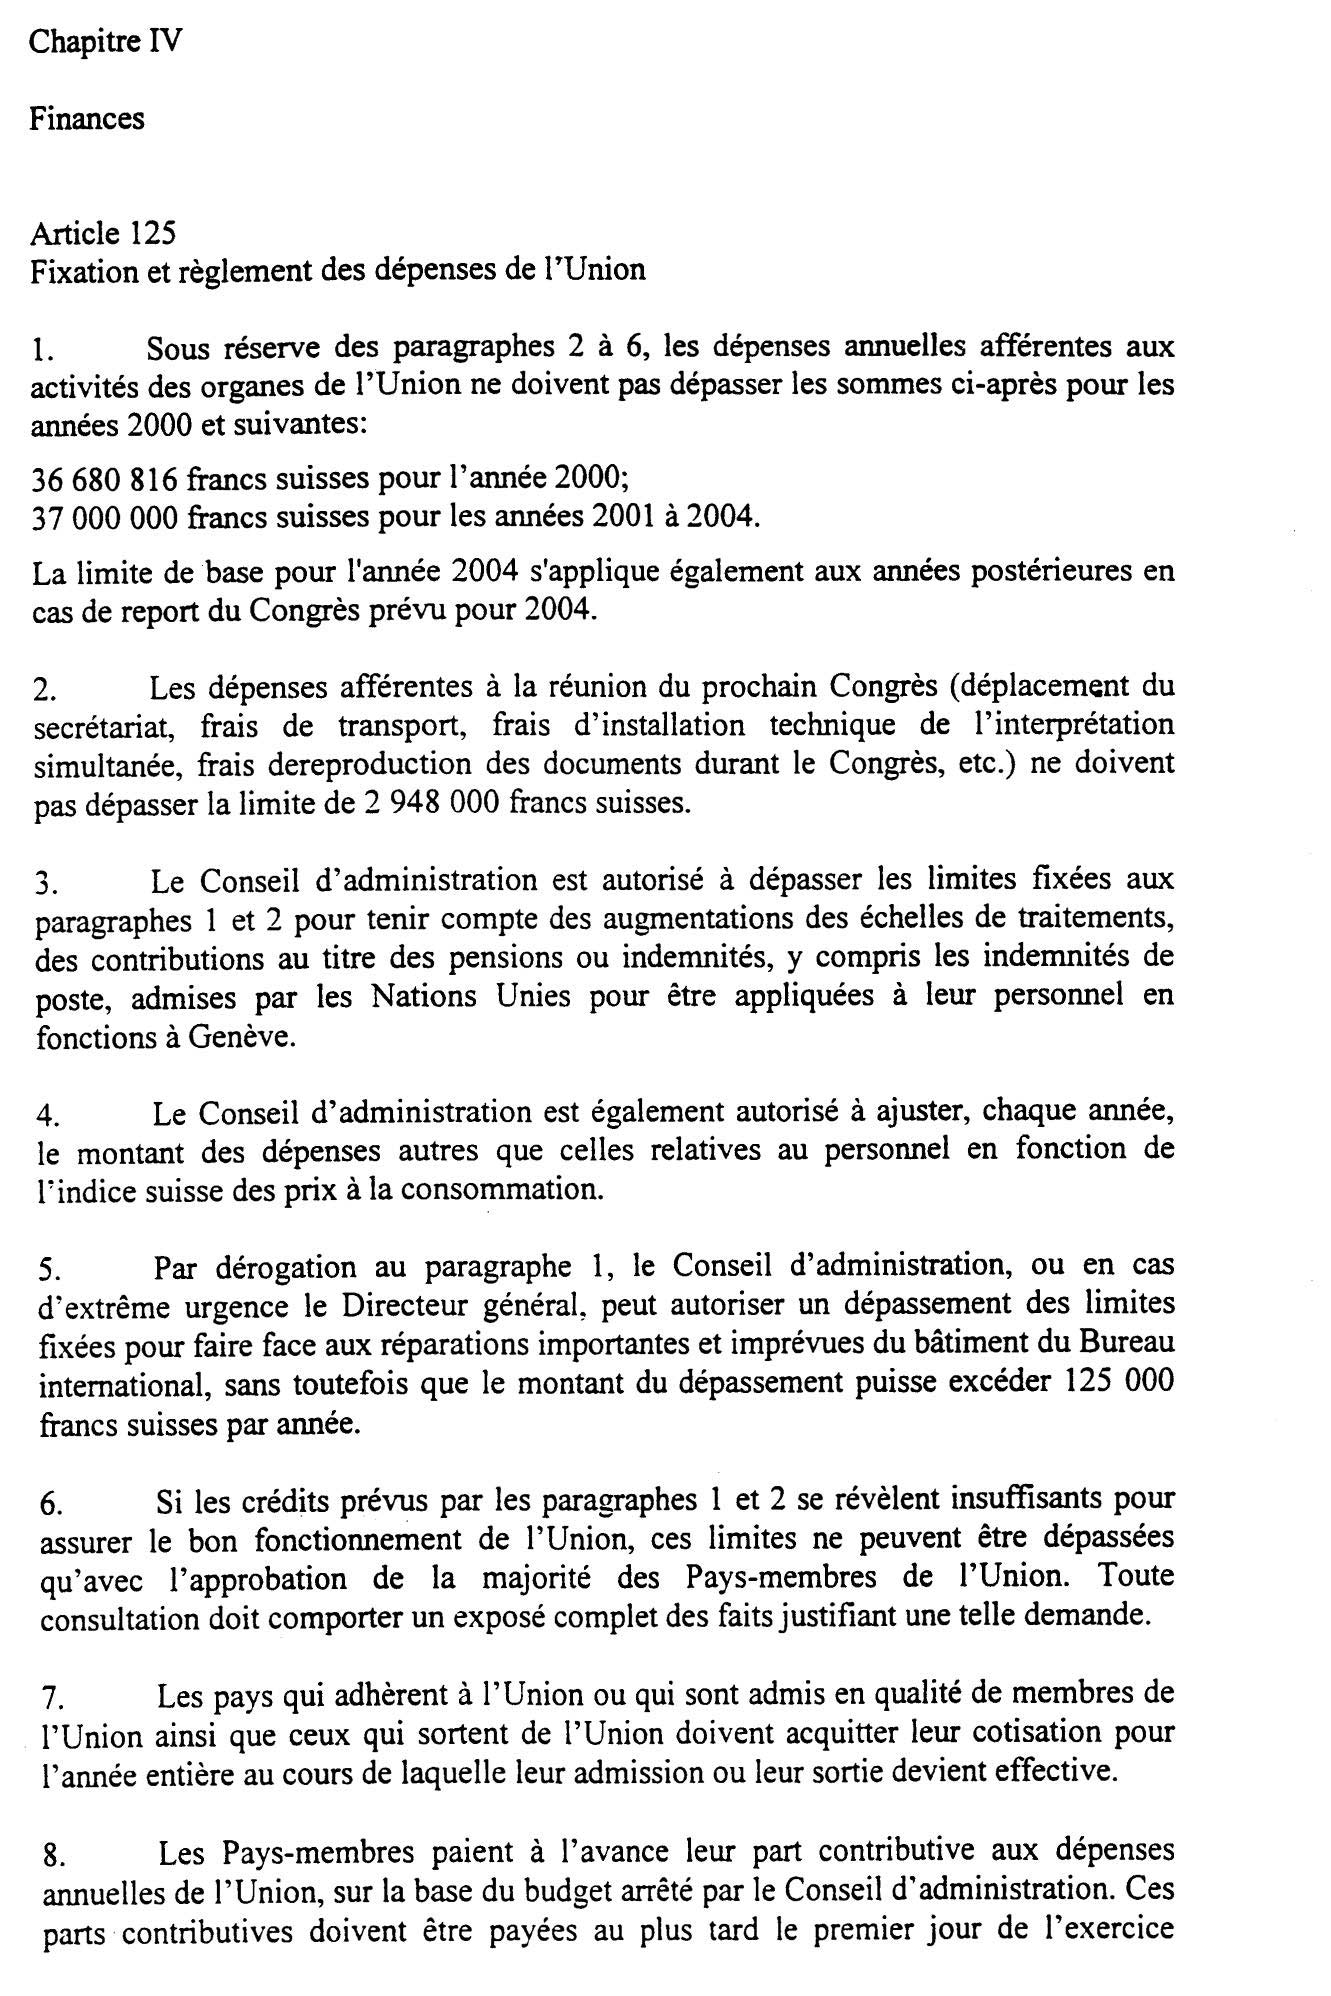 Chapitre IV
Finances
Article 125
Fixation et règlement des dépenses de l'Union
1. Sous réserve des paragraphes 2 à 6, les dépenses annuelles afférentes aux
activités des organes de l'Union ne doivent pas dépasser les sommes ci-après pour les
années 2000 et suivantes:
36 680 816 francs suisses pour l'année 2000;
37 000 000 francs suisses pour les années 2001 à 2004.
La limite de base pour l'année 2004 s'applique également aux années postérieures en
cas de report du Congrès prévu pour 2004.
2. Les dépenses afférentes à la réunion du prochain Congrès (déplacement du
secrétariat, frais de transport, frais d'installation technique de l'interprétation
simultanée, frais dereproduction des documents durant le Congrès, etc.) ne doivent
pas dépasser la limite de 2 948 000 francs suisses.
3. Le Conseil d'administration est autorisé à dépasser les limites fixées aux
paragraphes 1 et 2 pour tenir compte des augmentations des échelles de traitements,
des contributions au titre des pensions ou indemnités, y compris les indemnités de
poste, admises par les Nations Unies pour être appliquées à leur personnel en
fonctions à Genève.
4. Le Conseil d'administration est également autorisé à ajuster, chaque année,
le montant des dépenses autres que celles relatives au personnel en fonction de
l'indice suisse des prix à la consommation.
5. Par dérogation au paragraphe 1, le Conseil d'administration, ou en cas
d'extrême urgence le Directeur général, peut autoriser un dépassement des limites
fixées pour faire face aux réparations importantes et imprévues du bâtiment du Bureau
international, sans toutefois que le montant du dépassement puisse excéder 125 000
francs suisses par année.
6. Si les crédits prévus par les paragraphes 1 et 2 se révèlent insuffisants pour
assurer le bon fonctionnement de l'Union, ces limites ne peuvent être dépassées
qu'avec l'approbation de la majorité des Pays-membres de l'Union. Toute
consultation doit comporter un exposé complet des faits justifiant une telle demande.
7. Les pays qui adhèrent à l'Union ou qui sont admis en qualité de membres de
l'Union ainsi que ceux qui sortent de l'Union doivent acquitter leur cotisation pour
l'année entière au cours de laquelle leur admission ou leur sortie devient effective.
8. Les Pays-membres paient à l'avance leur part contributive aux dépenses
annuelles de l'Union, sur la base du budget arrêté par le Conseil d'administration. Ces
parts contributives doivent être payées au plus tard le premier jour de l'exercice